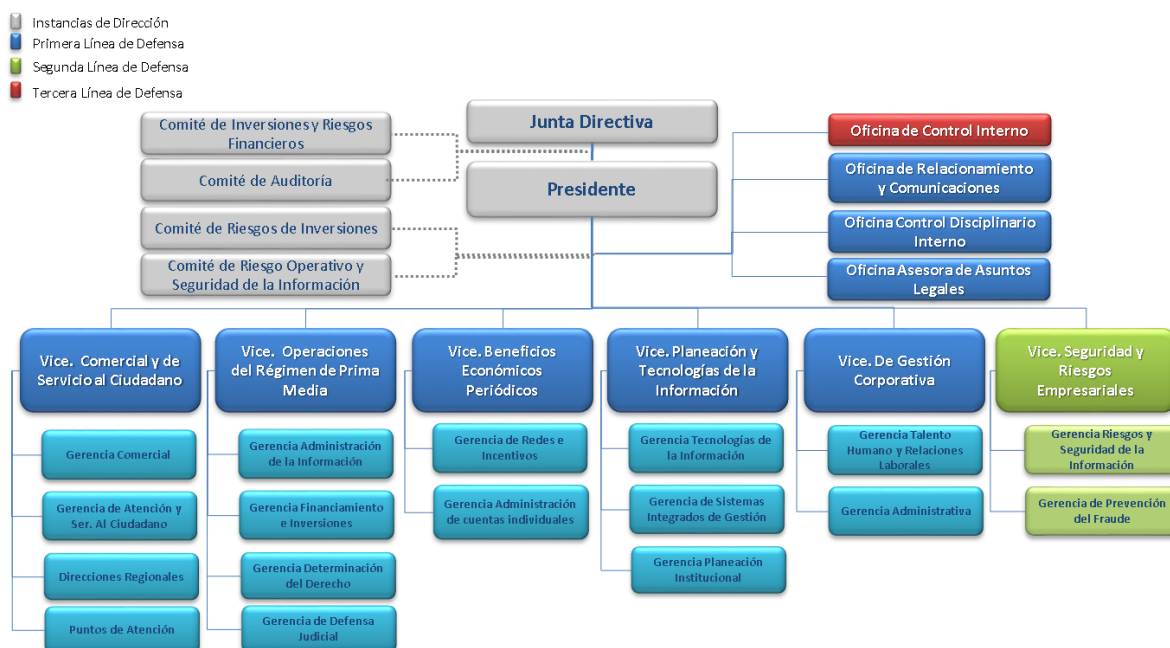 Instancias de Dirección
Primera Línea de Defensa
Segunda Línea de Defensa
Tercera Línea de Defensa
Junta Directiva
Presidente
Comité de Inversiones y Riesgos
Financieros
Comité de Auditoría
Comité de Riesgos de Inversiones
Comité de Riesgo Operativo y
Seguridad de la Información
Oficina de Control Interno
Oficina de Relacionamiento
y Comunicaciones
Oficina Control Disciplinario
Interno
Oficina Asesora de Asuntos
Legales
Vice. Comercial y de
Servicio al Ciudadano
Gerencia Comercial
Gerencia de Atención y
Ser. Al Ciudadano
Direcciones Regionales
Puntos de Atención
Vice. Operaciones
del Régimen de Prima
Media
Gerencia Administración
de la Información
Gerencia Financiamiento
e Inversiones
Gerencia Determinación
del Derecho
Gerencia de Defensa
Judicial
Vice. Beneficios
Económicos
Periódicos
Gerencia de Redes e
Incentivos
Gerencia Administración
de cuentas individuales
Vice. Planeación y
Tecnologías de la
Información
Gerencia Tecnologías de
la Información
Gerencia de Sistemas
Integrados de Gestión
Gerencia Planeación
Institucional
Vice. De Gestión
Corporativa
Gerencia Talento
Humano y Relaciones
Laborales
Gerencia Administrativa
Vice. Seguridad y
Riesgos
Empresariales
Gerencia Riesgos y
Seguridad de la
Información
Gerencia de Prevención
del Fraude